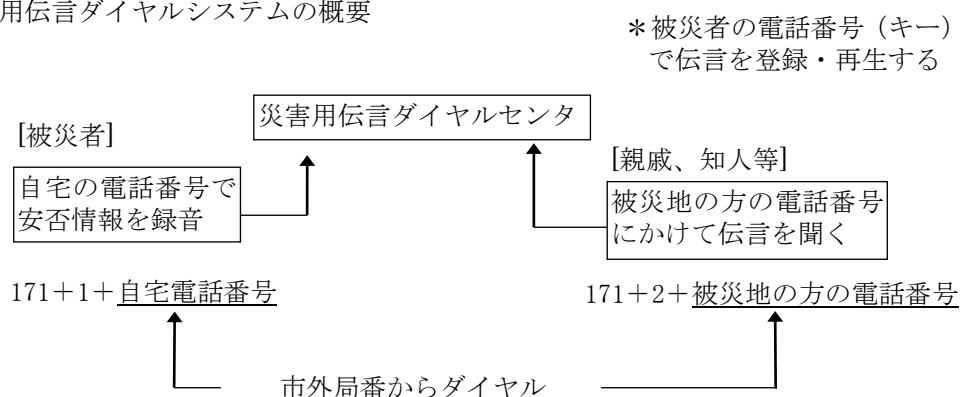 用伝言ダイヤルシステムの概要
＊被災者の電話番号（キー）
で伝言を登録・再生する
災害用伝言ダイヤルセンタ
[被災者]
自宅の電話番号で
安否情報を録音
[親戚、知人等]
被災地の方の電話番号
にかけて伝言を聞く
171＋1＋自宅電話番号
171＋2＋被災地の方の電話番号
市外局番からダイヤル